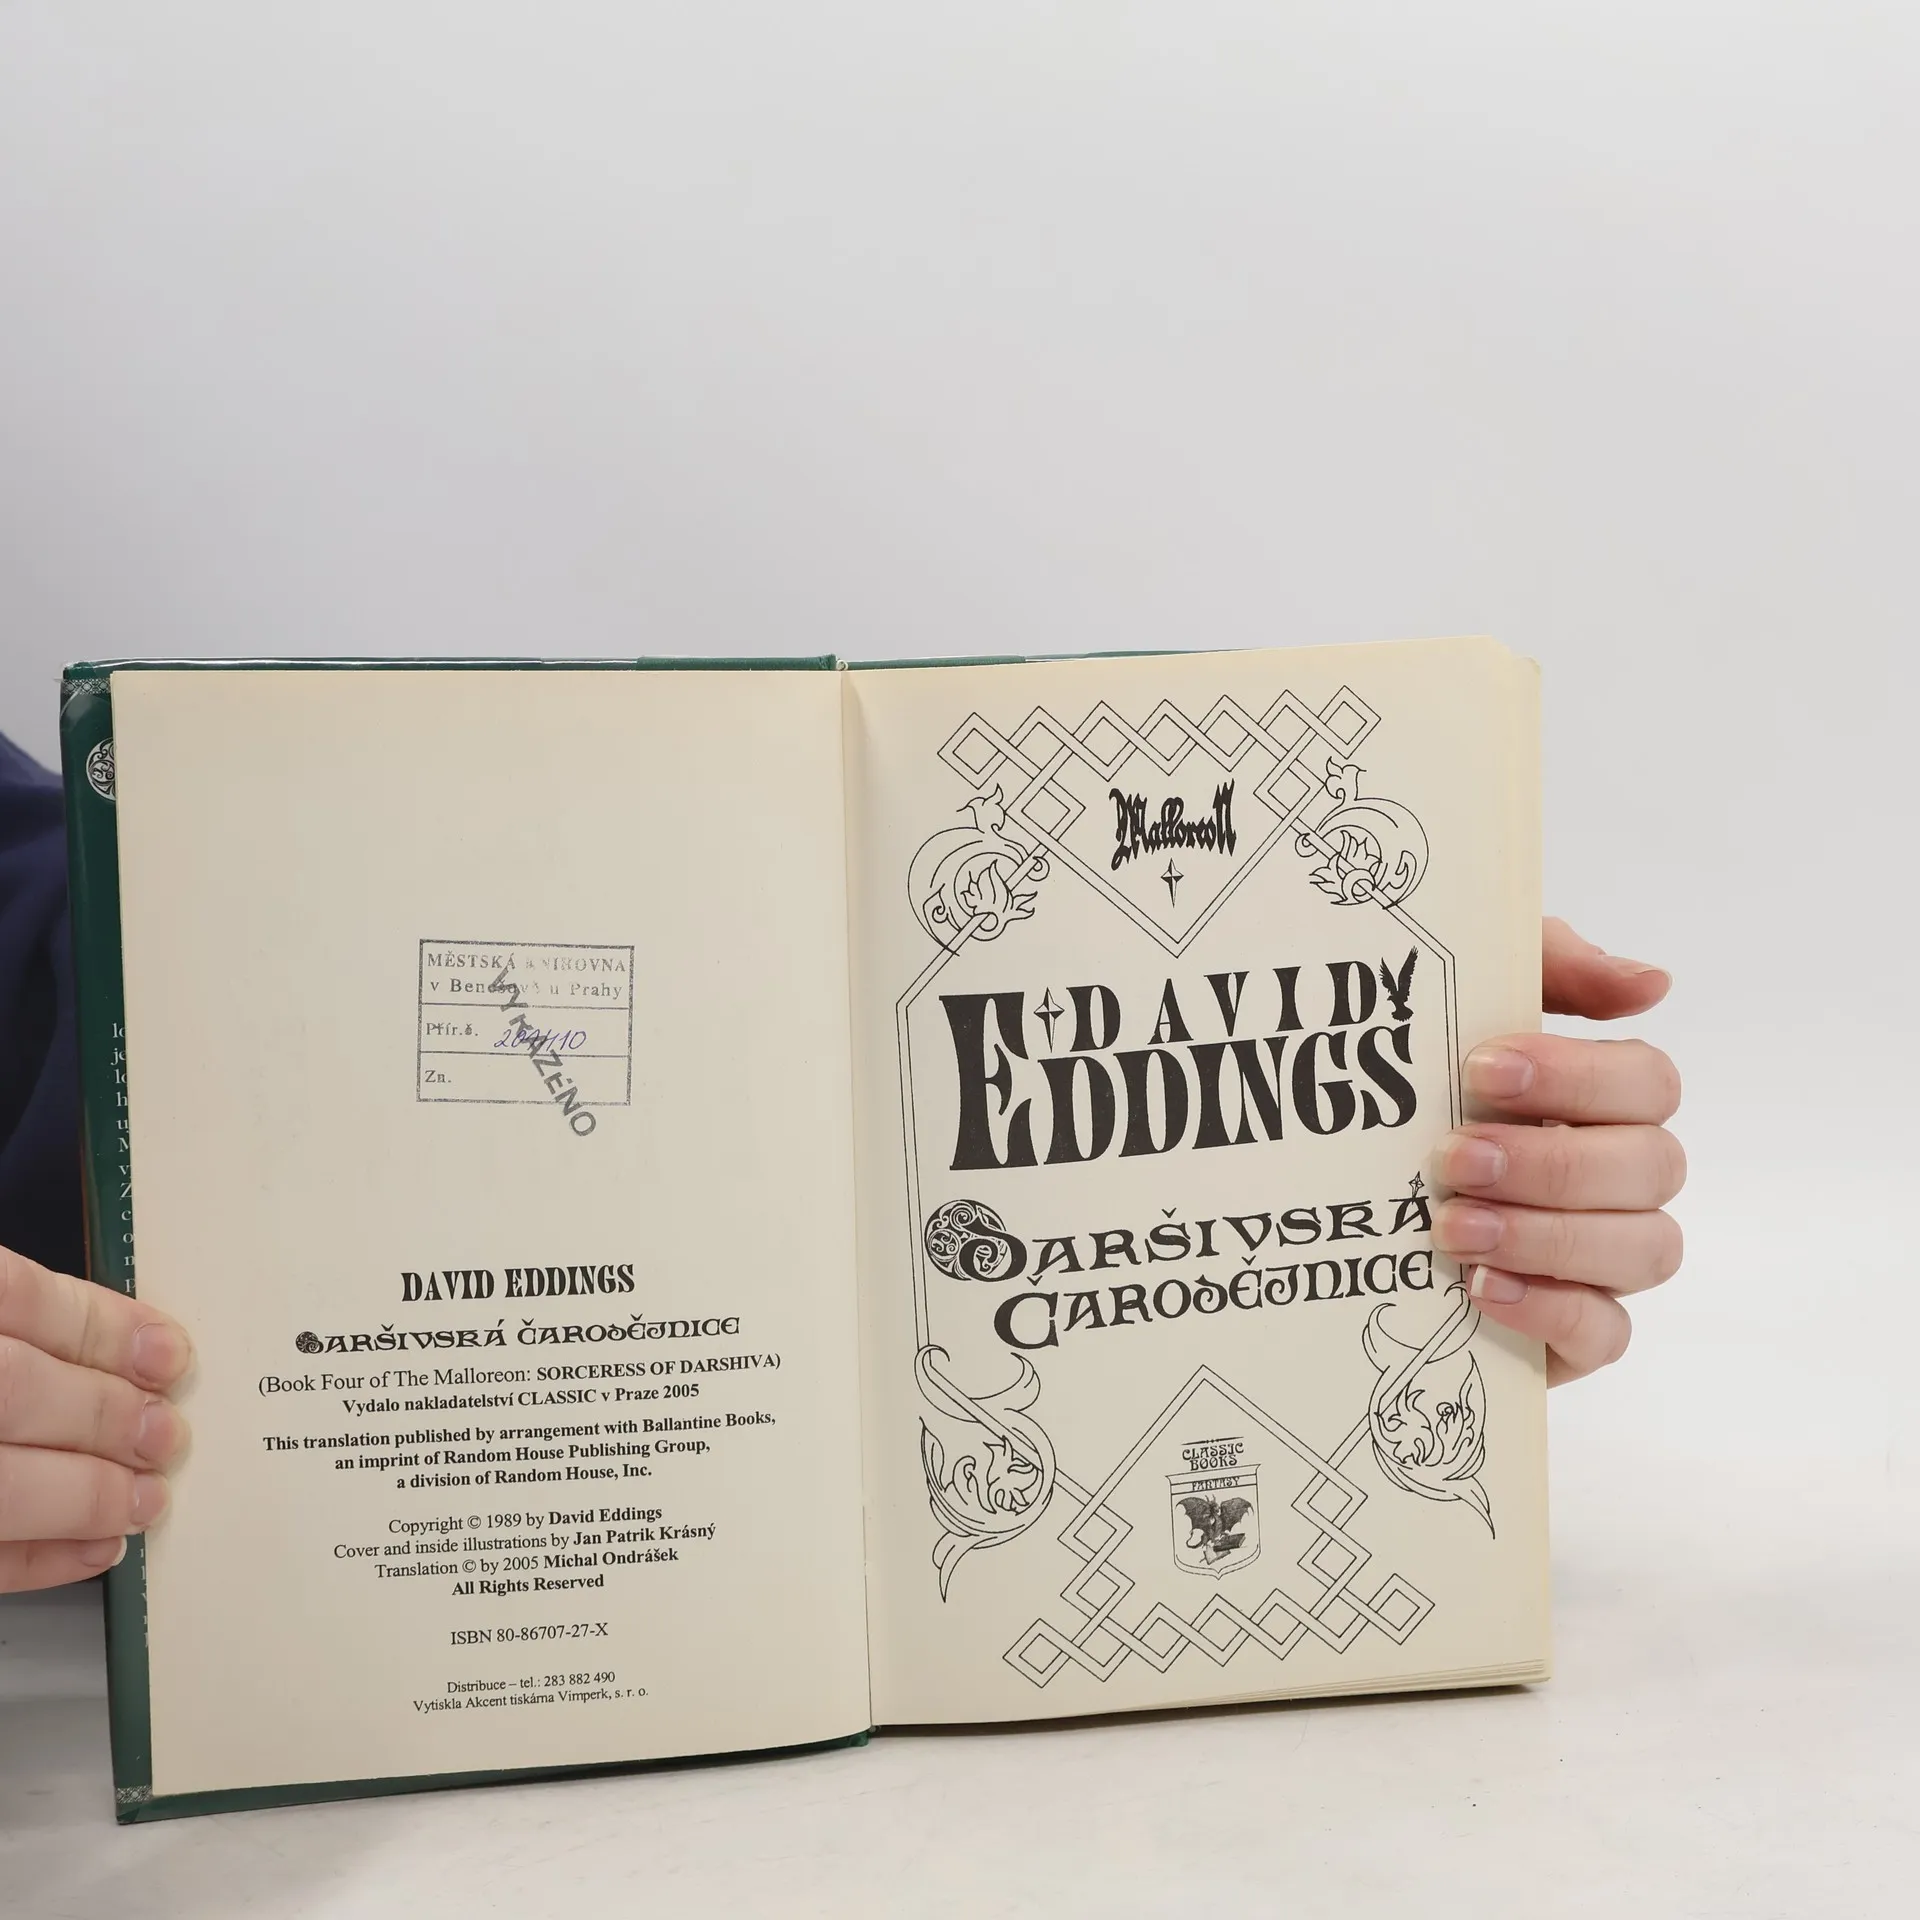 MĚSTSKÁ KNIHOVNA
v Benešově u Prahy
Přír.č.
Zn.
VYŘAZENO
DAVID EDDINGS
DARŠIVSKÁ ČARODĚJNICE
(Book Four of The Malloreon: SORCERESS OF DARSHIVA)
Vydalo nakladatelství CLASSIC v Praze 2005
This translation published by arrangement with Ballantine Books,
an imprint of Random House Publishing Group,
a division of Random House, Inc.
Copyright © 1989 by David Eddings
Cover and inside illustrations by Jan Patrik Krásný
Translation © by 2005 Michal Ondrášek
All Rights Reserved
ISBN 80-86707-27-X
Distribuce – tel.: 283 882 490
Vytiskla Akcent tiskárna Vimperk, s. r. o.
Malloreon
DAVID
EDDINGS
DARŠIVSKÁ
ČARODĚJNICE
CLASSIC
BOOKS
FANTASY